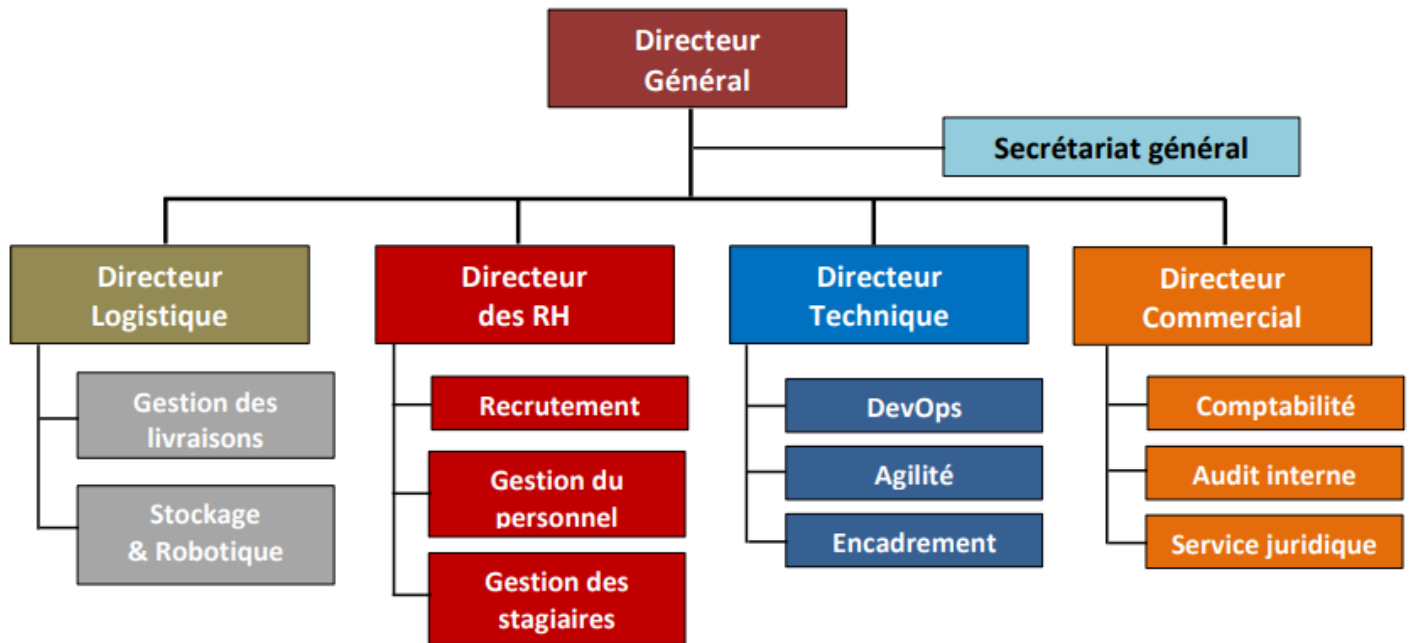 Directeur
Général
Secrétariat général
Directeur
Logistique
Directeur
des RH
Directeur
Technique
Directeur
Commercial
Gestion des
livraisons
Stockage
& Robotique
Recrutement
Gestion du
personnel
Gestion des
stagiaires
DevOps
Agilité
Encadrement
Comptabilité
Audit interne
Service juridique